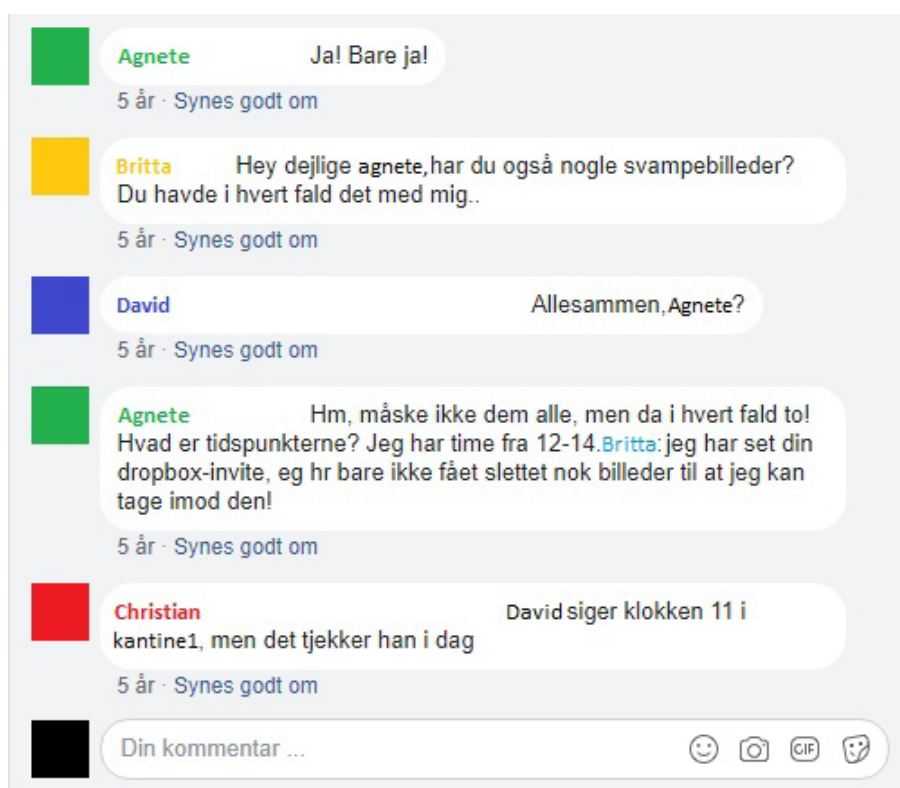 Agnete Ja! Bare ja!
5 år · Synes godt om
Britta Hey dejlige agnete, har du også nogle svampebilleder?
Du havde i hvert fald det med mig..
5 år · Synes godt om
David Allesammen, Agnete?
5 år · Synes godt om
Agnete Hm, måske ikke dem alle, men da i hvert fald to!
Hvad er tidspunkterne? Jeg har time fra 12-14. Britta: jeg har set din
dropbox-invite, eg hr bare ikke fået slettet nok billeder til at jeg kan
tage imod den!
5 år · Synes godt om
Christian David siger klokken 11 i
kantine1, men det tjekker han i dag
5 år · Synes godt om
Din kommentar ... GIF